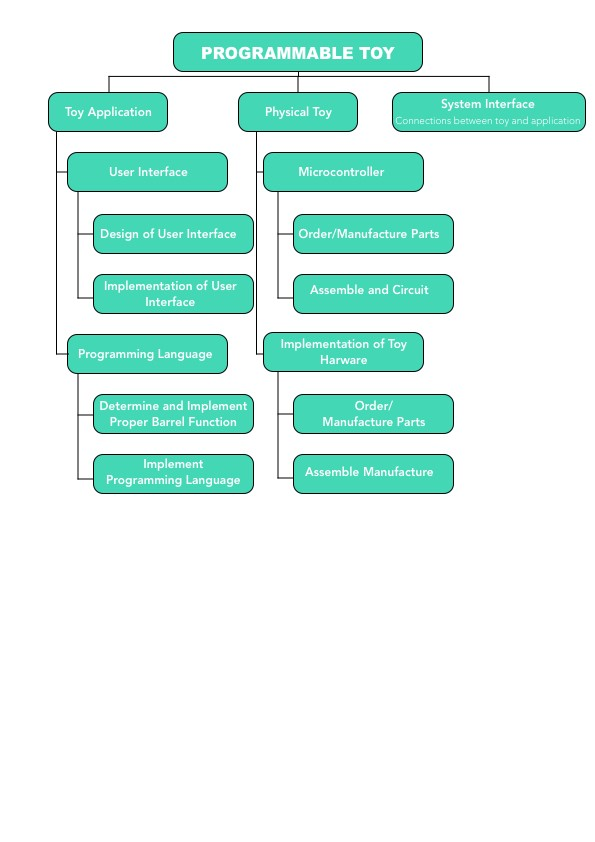 PROGRAMMABLE TOY
Toy Application
Physical Toy
System Interface
Connections between toy and application
User Interface
Design of User Interface
Implementation of User
Interface
Programming Language
Determine and Implement
Proper Barrel Function
Implement
Programming Language
Microcontroller
Order/Manufacture Parts
Assemble and Circuit
Implementation of Toy
Harware
Order/
Manufacture Parts
Assemble Manufacture